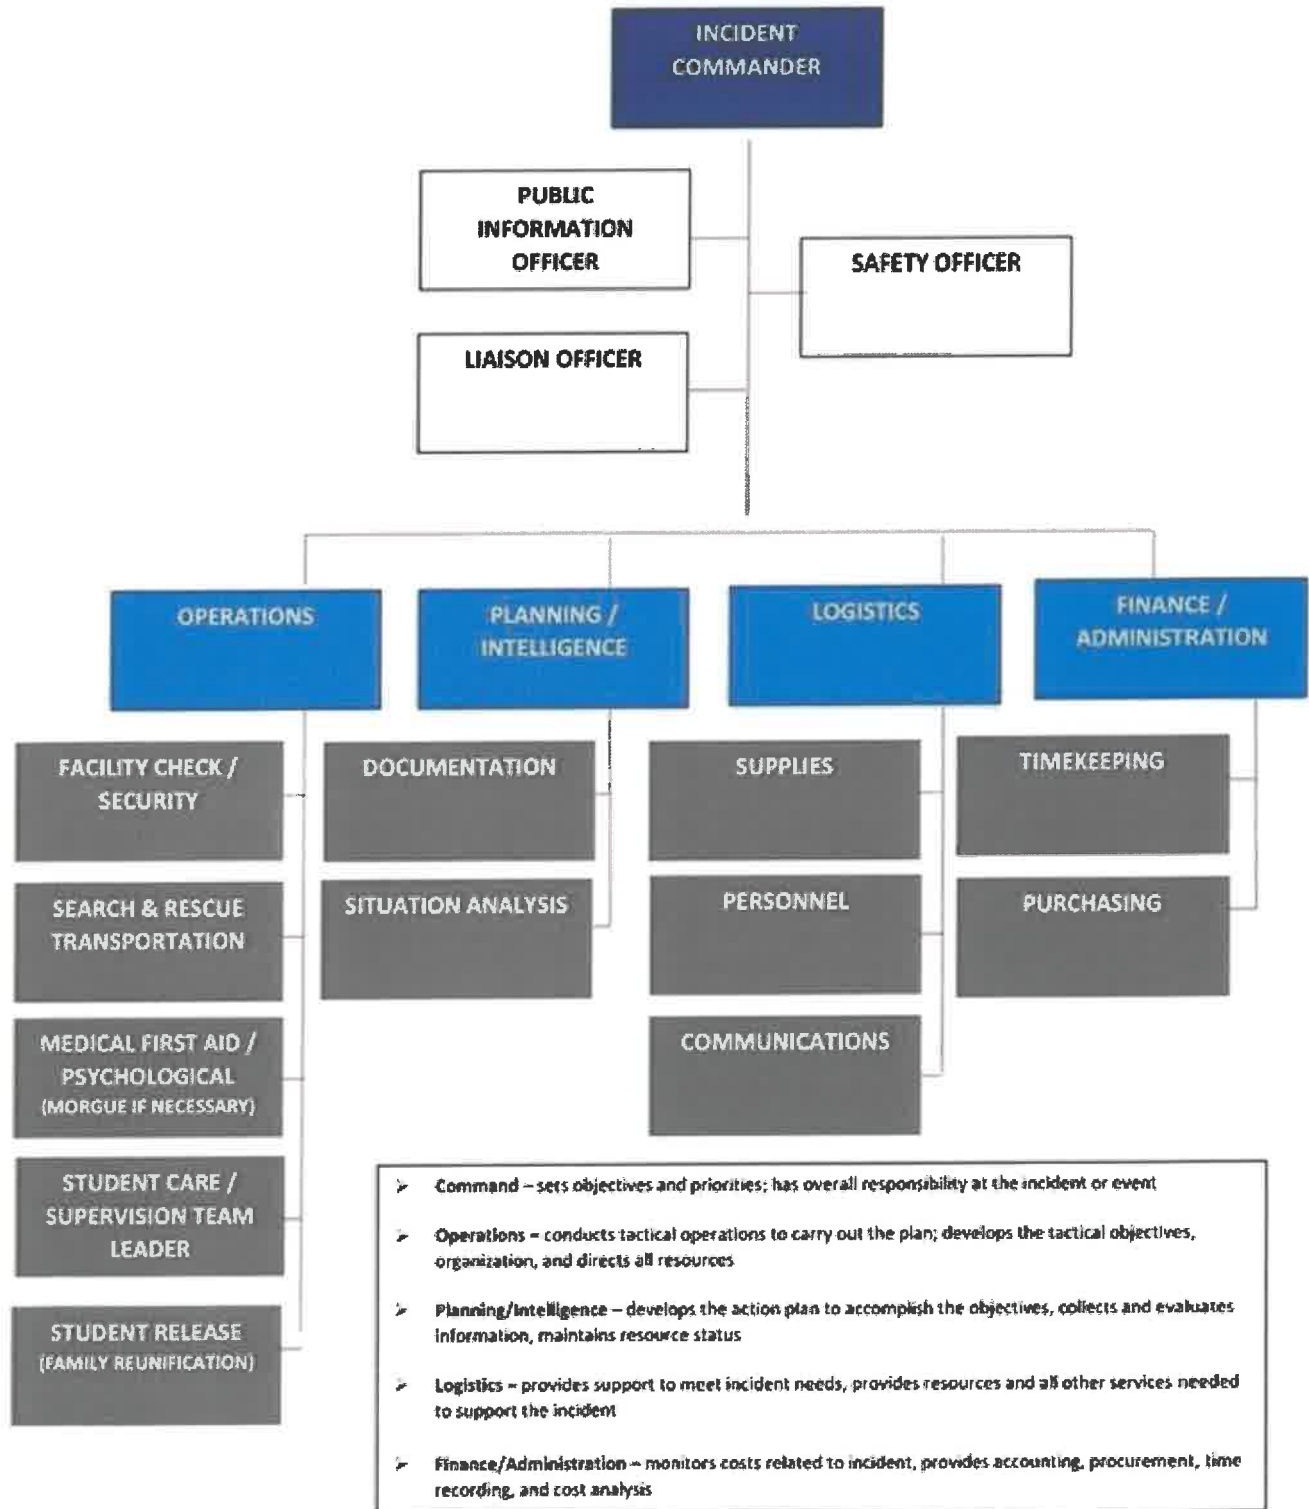 INCIDENT
COMMANDER
PUBLIC
INFORMATION
OFFICER
SAFETY OFFICER
LIAISON OFFICER
OPERATIONS
PLANNING /
INTELLIGENCE
LOGISTICS
FINANCE /
ADMINISTRATION
FACILITY CHECK /
SECURITY
DOCUMENTATION
SUPPLIES
TIMEKEEPING
SEARCH & RESCUE
TRANSPORTATION
SITUATION ANALYSIS
PERSONNEL
PURCHASING
MEDICAL FIRST AID /
PSYCHOLOGICAL
(MORGUE IF NECESSARY)
COMMUNICATIONS
STUDENT CARE /
SUPERVISION TEAM
LEADER
STUDENT RELEASE
(FAMILY REUNIFICATION)
➢ Command – sets objectives and priorities; has overall responsibility at the incident or event
➢ Operations – conducts tactical operations to carry out the plan; develops the tactical objectives,
organization, and directs all resources
➢ Planning/Intelligence – develops the action plan to accomplish the objectives, collects and evaluates
information, maintains resource status
➢ Logistics – provides support to meet incident needs, provides resources and all other services needed
to support the incident
➢ Finance/Administration – monitors costs related to incident, provides accounting, procurement, time
recording, and cost analysis